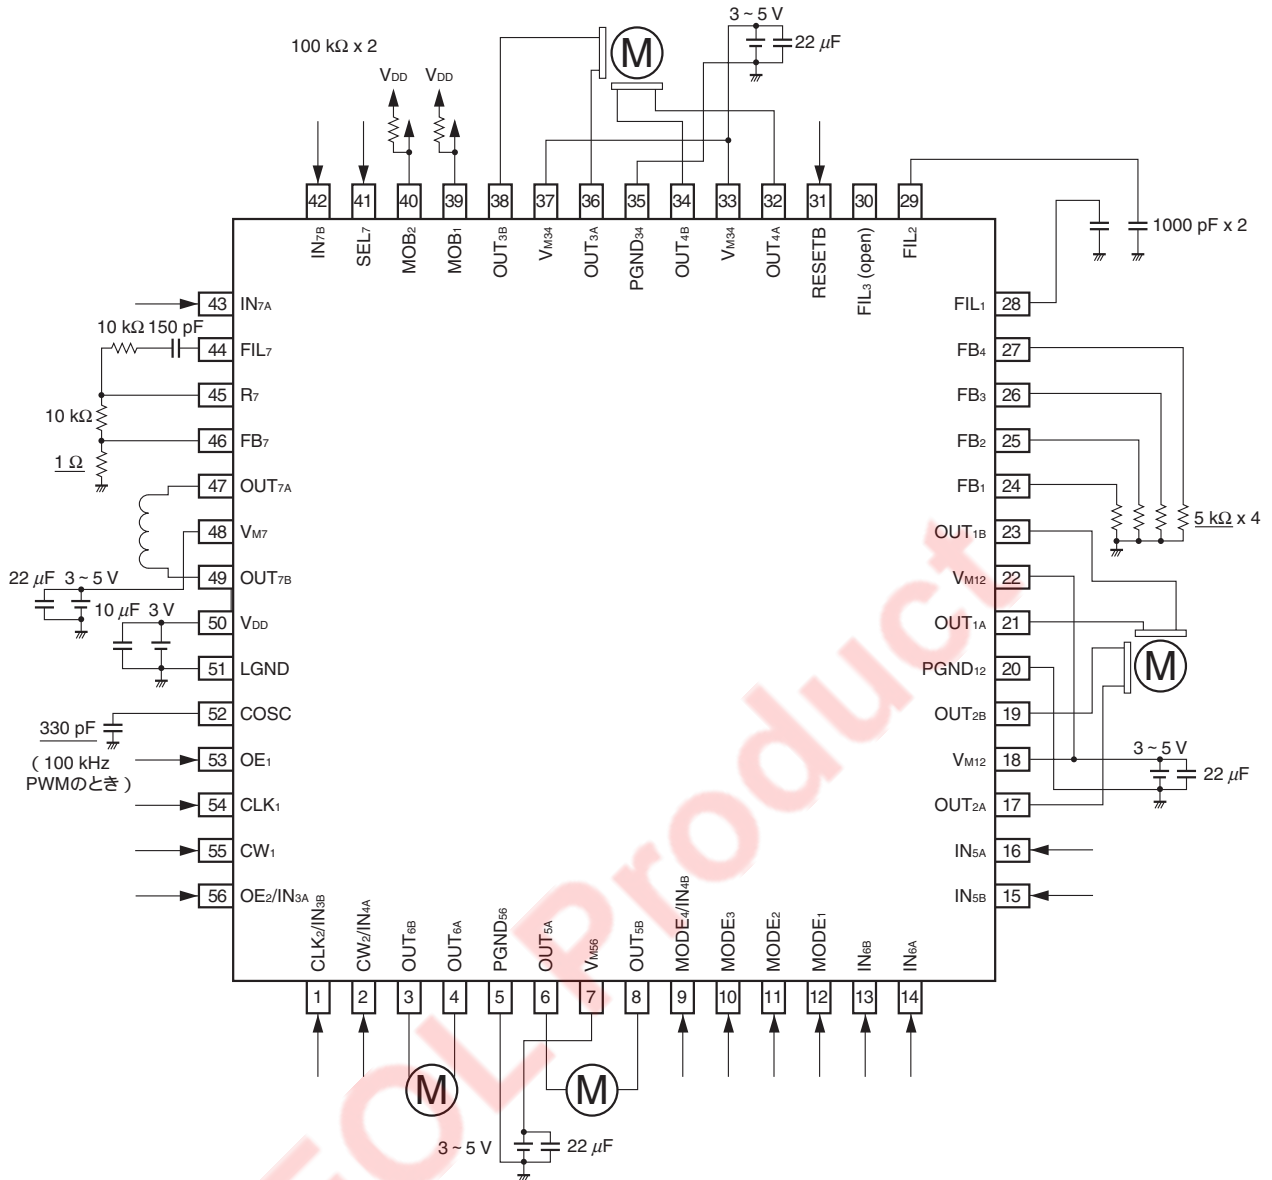 3 ~ 5 V
22 μF
100 kΩ x 2
VDD VDD
M
42 41 40 39 38 37 36 35 34 33 32 31 30 29
IN7B SEL7 MOB2 MOB1 OUT3B VM34 OUT3A PGND34 OUT4B VM34 OUT4A RESETB FIL3 (open) FIL2
1000 pF x 2
43 IN7A
10 kΩ 150 pF
44 FIL7
45 R7
10 kΩ
46 FB7
1 Ω
47 OUT7A
48 VM7
49 OUT7B
22 μF 3 ~ 5 V
10 μF 3 V
50 VDD
51 LGND
52 COSC
330 pF
(100 kHz
PWMのとき)
53 OE1
54 CLK1
55 CW1
56 OE2/IN3A
FIL1 28
FB4 27
FB3 26
FB2 25
FB1 24
5 kΩ x 4
OUT1B 23
VM12 22
OUT1A 21
M
PGND12 20
OUT2B 19
3 ~ 5 V
VM12 18
22 μF
OUT2A 17
IN5A 16
IN5B 15
CLK2/IN3B CW2/IN4A OUT6B OUT6A PGND56 OUT5A VM56 OUT5B MODE4/IN4B MODE3 MODE2 MODE1 IN6B IN6A
1 2 3 4 5 6 7 8 9 10 11 12 13 14
M M
3 ~ 5 V
22 μF
EOL Product